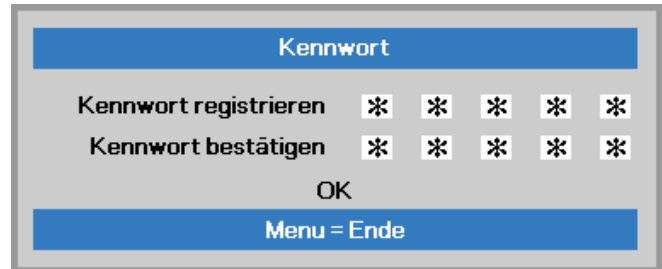 Kennwort
Kennwort registrieren * * * * *
Kennwort bestätigen * * * * *
OK
Menu = Ende